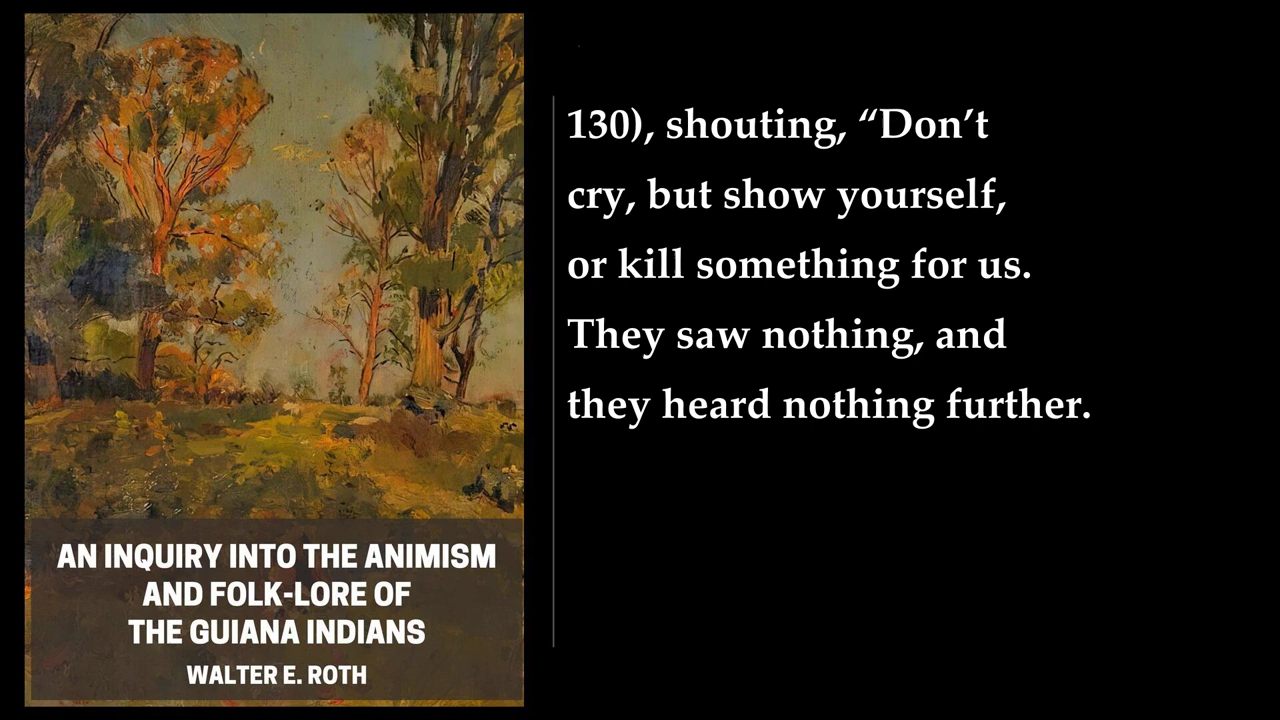 130), shouting, “Don’t
cry, but show yourself,
or kill something for us.
They saw nothing, and
they heard nothing further.
AN INQUIRY INTO THE ANIMISM
AND FOLK-LORE OF
THE GUIANA INDIANS
WALTER E. ROTH